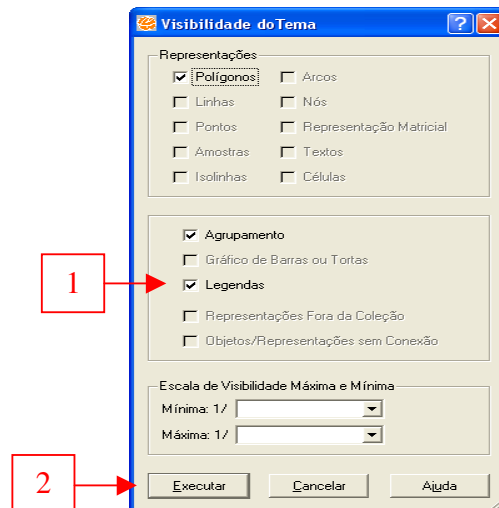 Visibilidade doTema
Representações
Polígonos Arcos
Linhas Nós
Pontos Representação Matricial
Amostras Textos
Isolinhas Células
Agrupamento
Gráfico de Barras ou Tortas
1 Legendas
Representações Fora da Coleção
Objetos/Representações sem Conexão
Escala de Visibilidade Máxima e Mínima
Mínima: 1/
Máxima: 1/
2 Executar Cancelar Ajuda